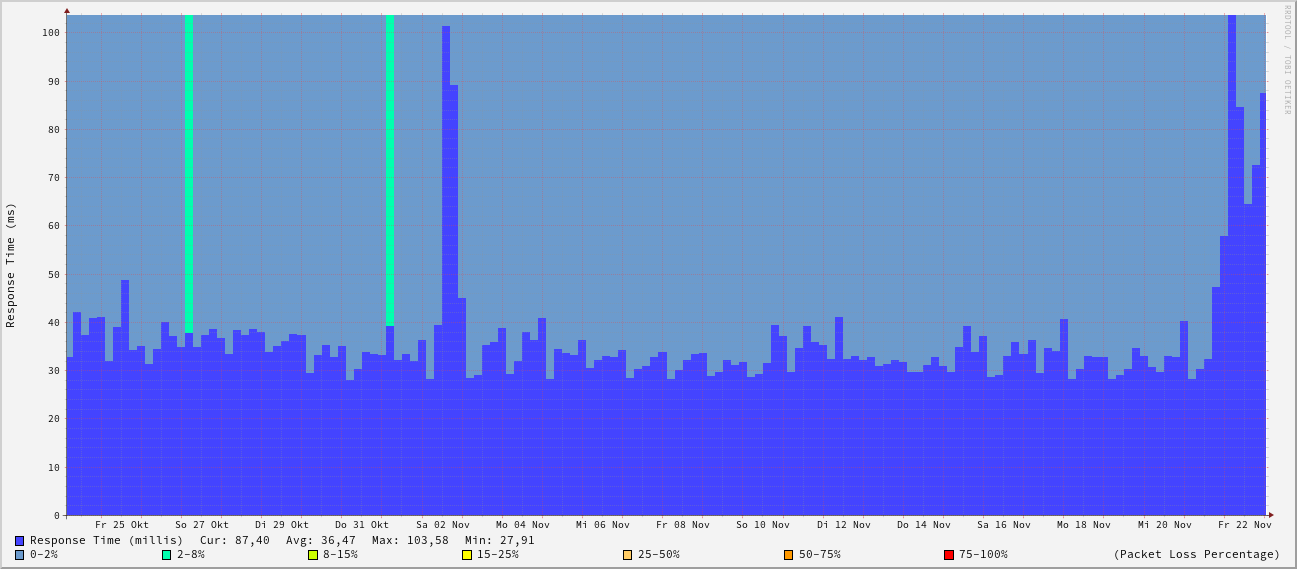 RRDTOOL / TOBI OETIKER
Response Time (ms)
100
90
80
70
60
50
40
30
20
10
0
Fr 25 Okt So 27 Okt Di 29 Okt Do 31 Okt Sa 02 Nov Mo 04 Nov Mi 06 Nov Fr 08 Nov So 10 Nov Di 12 Nov Do 14 Nov Sa 16 Nov Mo 18 Nov Mi 20 Nov Fr 22 Nov
Response Time (millis) Cur: 87,40 Avg: 36,47 Max: 103,58 Min: 27,91
0-2% 2-8% 8-15% 15-25% 25-50% 50-75% 75-100% (Packet Loss Percentage)